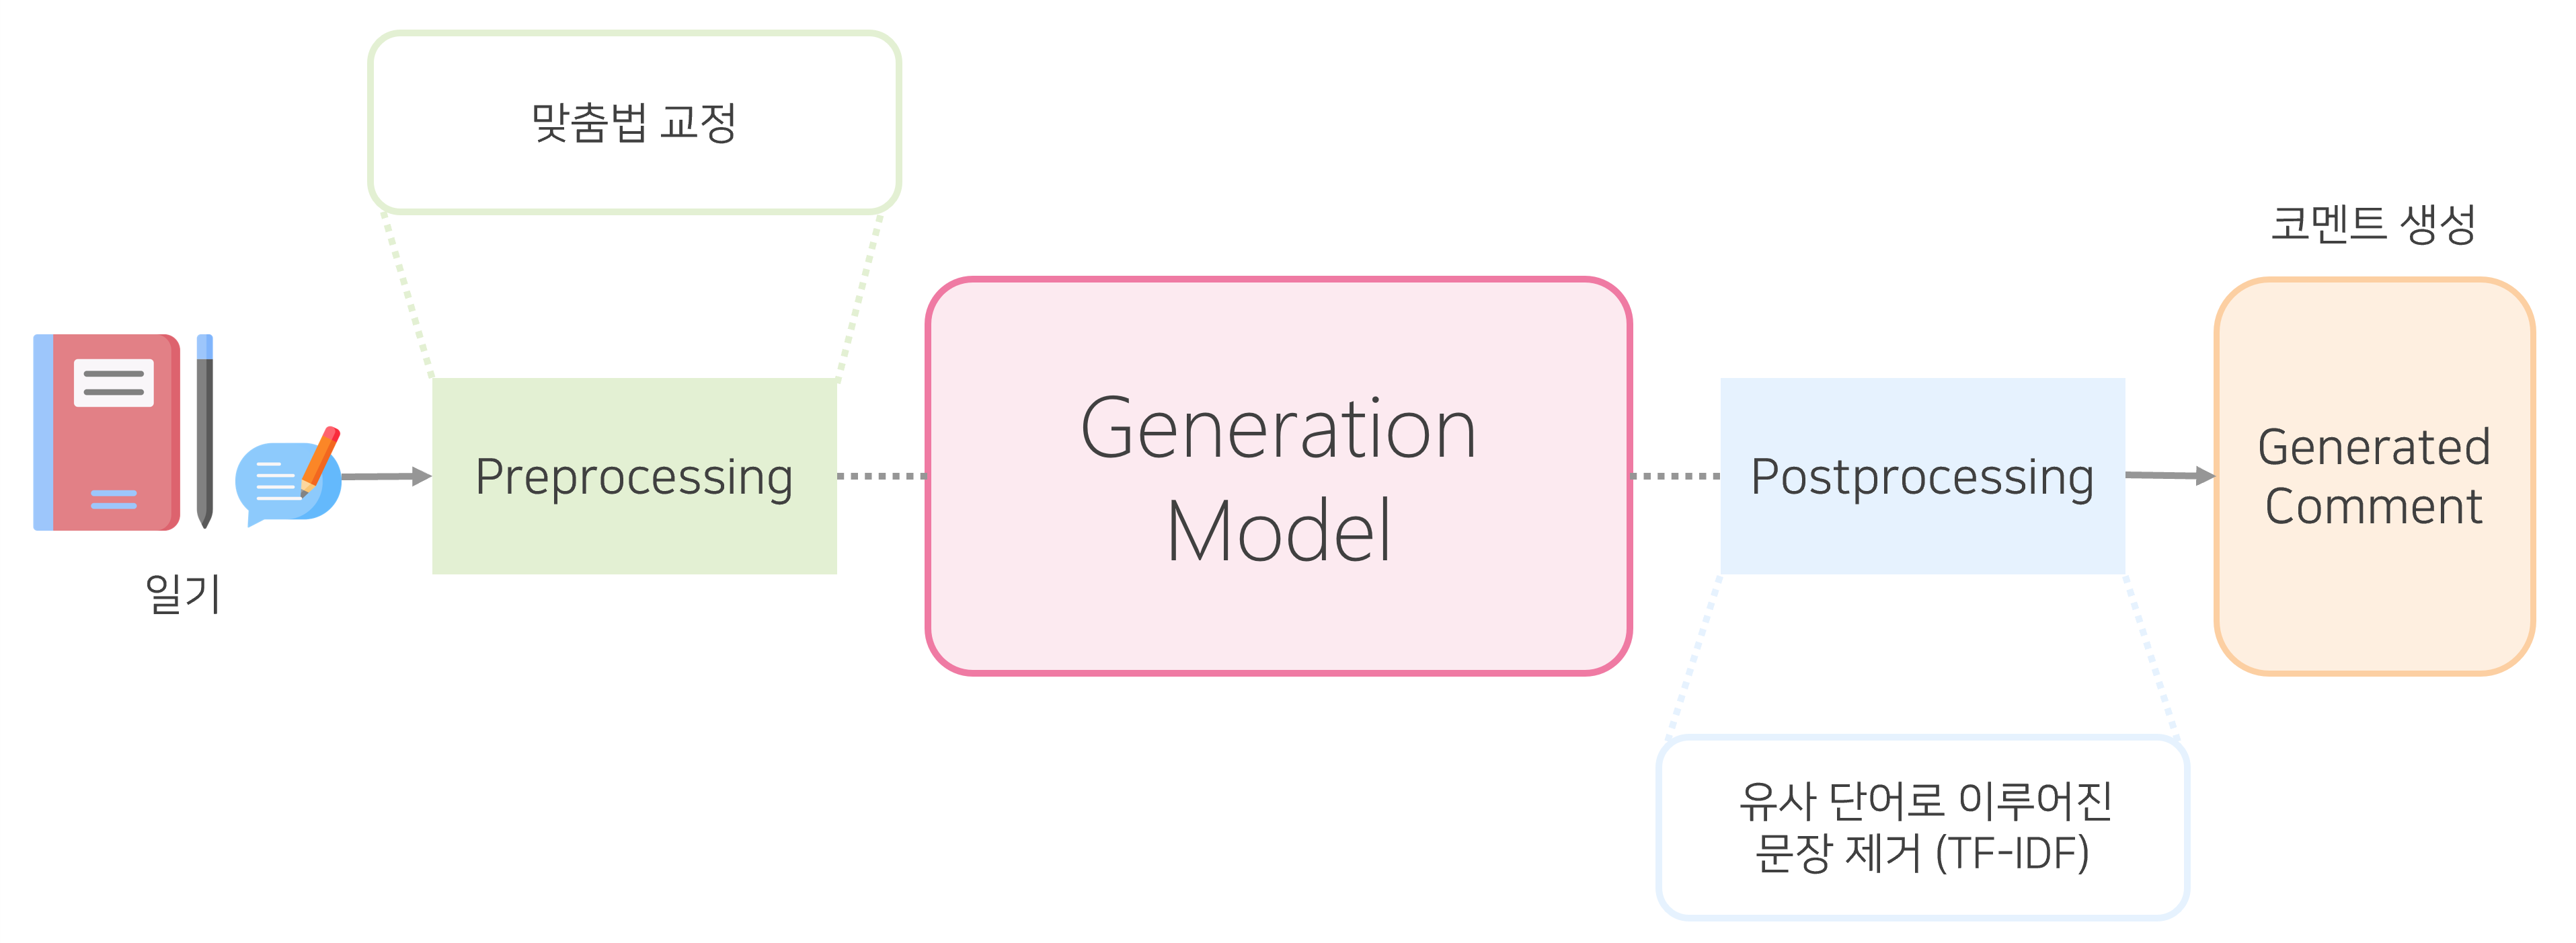 맞춤법 교정
코멘트 생성
일기
Preprocessing
Generation
Model
Postprocessing
Generated
Comment
유사 단어로 이루어진
문장 제거 (TF-IDF)